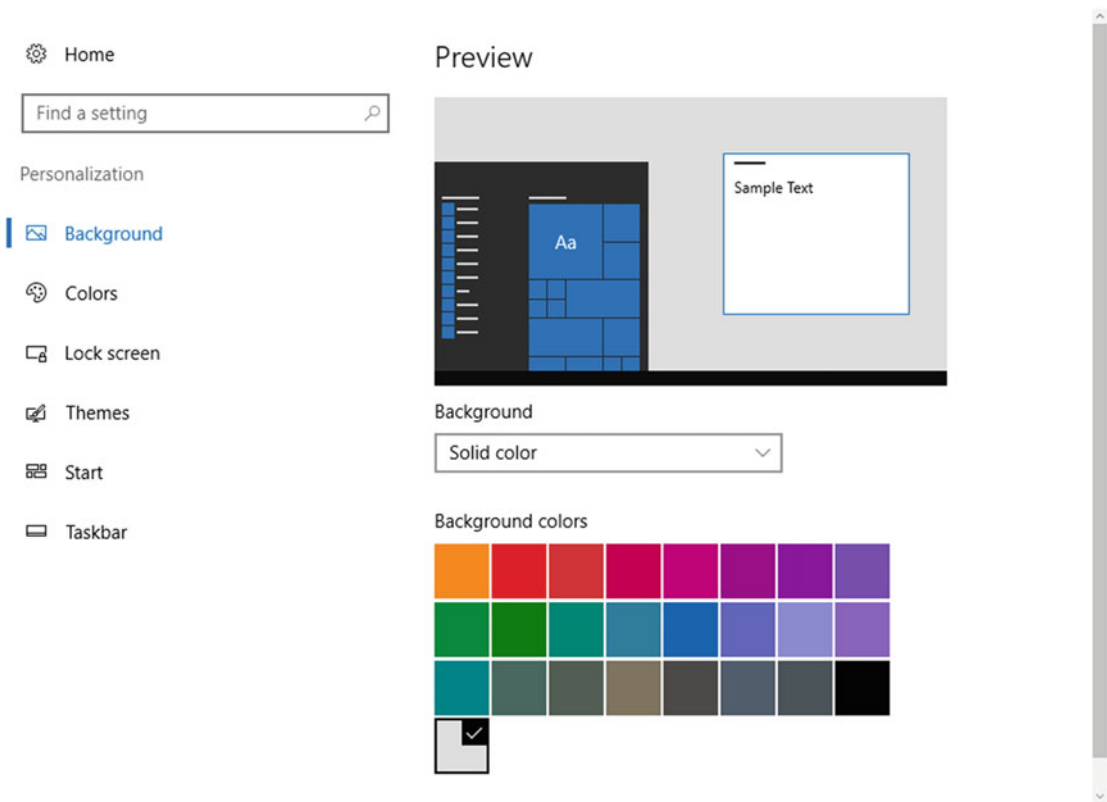 Home
Find a setting
Personalization
Background
Colors
Lock screen
Themes
Start
Taskbar
Preview
Sample Text
Aa
Background
Solid color
Background colors